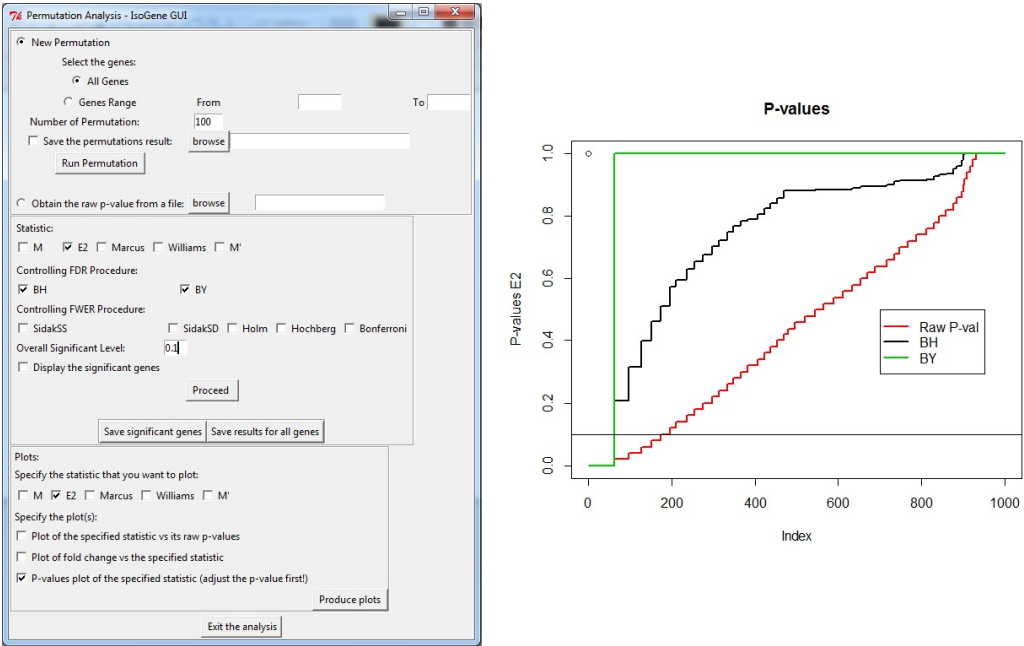 Permutation Analysis - IsoGene GUI
New Permutation
Select the genes:
All Genes
Genes Range From To
Number of Permutation: 100
Save the permutations result: browse
Run Permutation
Obtain the raw p-value from a file: browse
Statistic:
M E2 Marcus Williams M'
Controlling FDR Procedure:
BH BY
Controlling FWER Procedure:
SidakSS SidakSD Holm Hochberg Bonferroni
Overall Significant Level: 0.1
Display the significant genes
Proceed
Save significant genes Save results for all genes
Plots:
Specify the statistic that you want to plot:
M E2 Marcus Williams M'
Specify the plot(s):
Plot of the specified statistic vs its raw p-values
Plot of fold change vs the specified statistic
P-values plot of the specified statistic (adjust the p-value first!)
Produce plots
Exit the analysis
P-values
P-values E2
1.0
0.8
0.6
0.4
0.2
0.0
Raw P-val
BH
BY
0 200 400 600 800 1000
Index